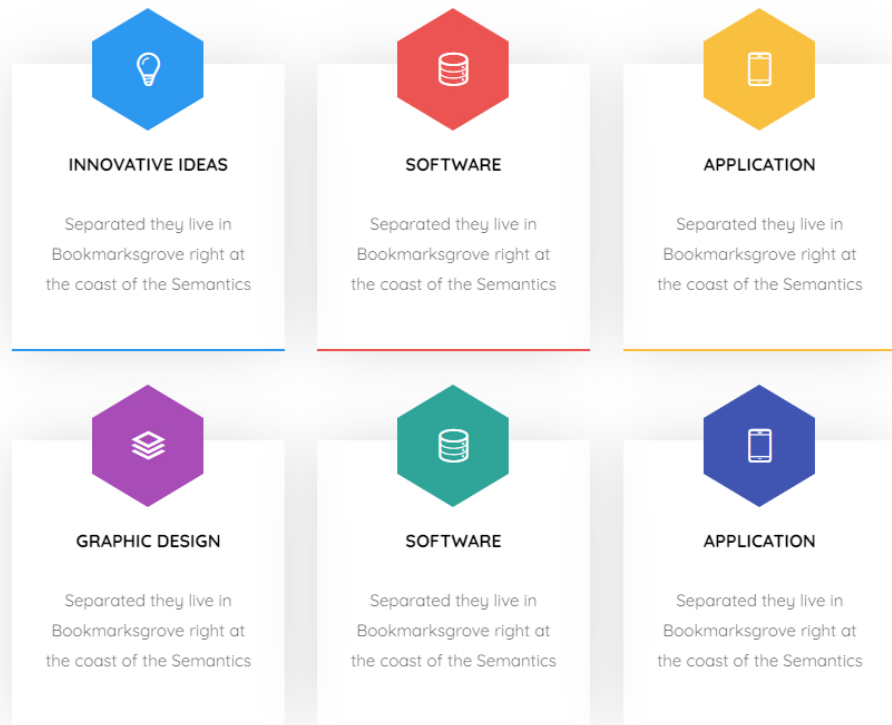 INNOVATIVE IDEAS
Separated they live in
Bookmarksgrove right at
the coast of the Semantics
SOFTWARE
Separated they live in
Bookmarksgrove right at
the coast of the Semantics
APPLICATION
Separated they live in
Bookmarksgrove right at
the coast of the Semantics
GRAPHIC DESIGN
Separated they live in
Bookmarksgrove right at
the coast of the Semantics
SOFTWARE
Separated they live in
Bookmarksgrove right at
the coast of the Semantics
APPLICATION
Separated they live in
Bookmarksgrove right at
the coast of the Semantics